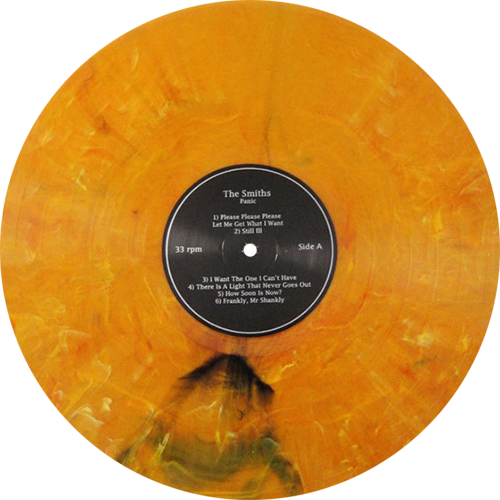 The Smiths
Panic
1) Please Please Please
Let Me Get What I Want
2) Still Ill
33 rpm
Side A
3) I Want The One I Can't Have
4) There Is A Light That Never Goes Out
5) How Soon Is Now?
6) Frankly, Mr Shankly